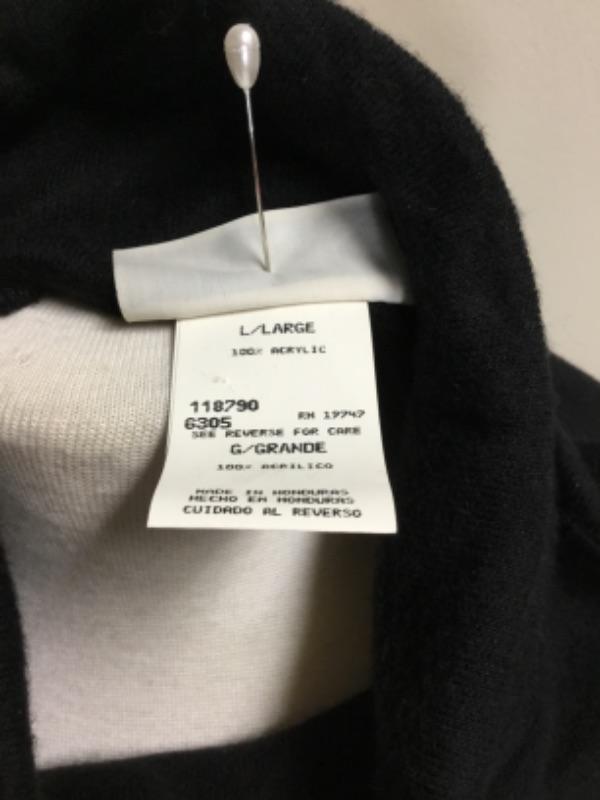 L/LARGE
100% ACRYLIC
118790
6305 RN 19747
SEE REVERSE FOR CARE
G/GRANDE
100% ACRILICO
MADE IN HONDURAS
HECHO EN HONDURAS
CUIDADO AL REVERSO